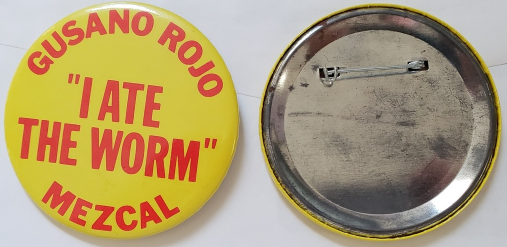 GUSANO ROJO
"I ATE
THE WORM"
MEZCAL